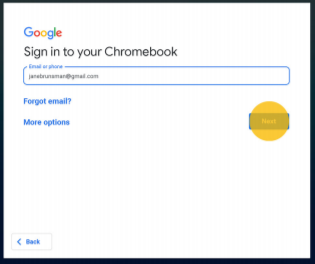 Google
Sign in to your Chromebook
Email or phone
janebrunsman@gmail.com
Forgot email?
More options
Next
Back